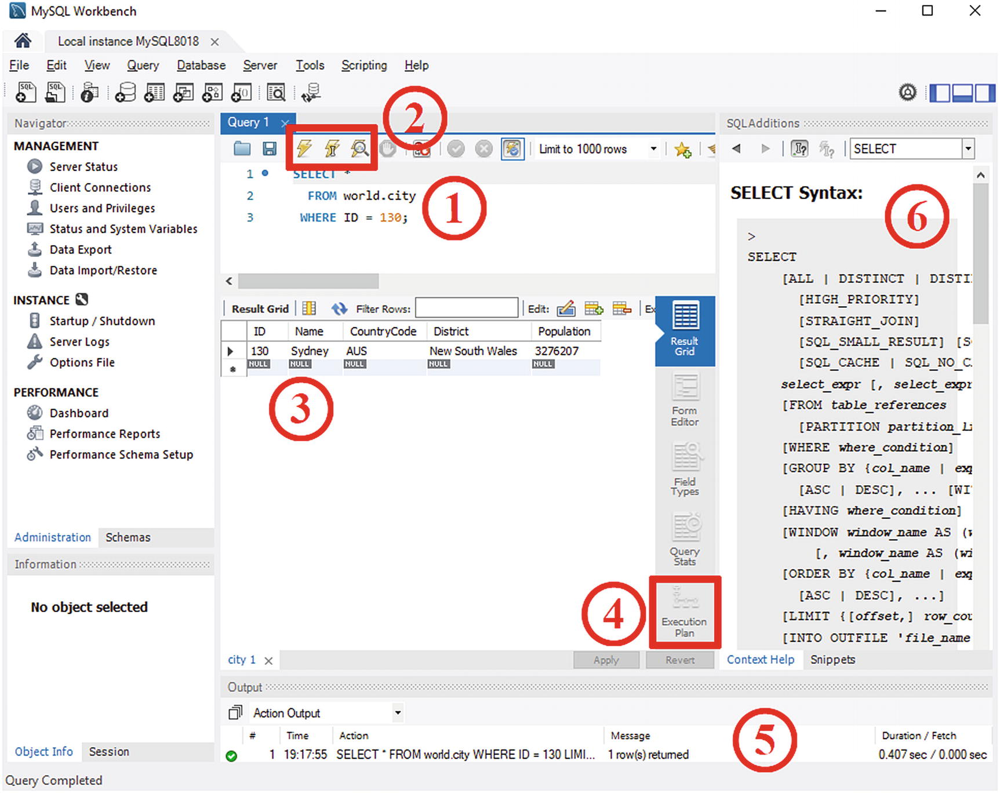 MySQL Workbench
Local instance MySQL8018
File Edit View Query Database Server Tools Scripting Help
SQL SQL
Navigator
MANAGEMENT
Server Status
Client Connections
Users and Privileges
Status and System Variables
Data Export
Data Import/Restore
INSTANCE
Startup / Shutdown
Server Logs
Options File
PERFORMANCE
Dashboard
Performance Reports
Performance Schema Setup
Administration Schemas
Information
No object selected
Object Info Session
Query 1
2
Limit to 1000 rows
1 SELECT *
2 FROM world.city
3 WHERE ID = 130;
1
Result Grid Filter Rows: Edit: Ex
ID Name CountryCode District Population
130 Sydney AUS New South Wales 3276207
NULL NULL NULL NULL NULL
3
Result
Grid
Form
Editor
Field
Types
Query
Stats
4
Execution
Plan
city 1 Apply Revert
SQLAdditions
SELECT
SELECT Syntax:
6
>
SELECT
[ALL | DISTINCT | DISTI
[HIGH_PRIORITY]
[STRAIGHT_JOIN]
[SQL_SMALL_RESULT] [S
[SQL_CACHE | SQL_NO_C
select_expr [, select_expr
[FROM table_references
[PARTITION partition_li
[WHERE where_condition]
[GROUP BY {col_name | exp
[ASC | DESC], ... [WI
[HAVING where_condition]
[WINDOW window_name AS (w
[, window_name AS (wi
[ORDER BY {col_name | exp
[ASC | DESC], ...]
[LIMIT {[offset,] row_cou
[INTO OUTFILE 'file_name
Context Help Snippets
Output
Action Output
5
# Time Action Message Duration / Fetch
1 19:17:55 SELECT * FROM world.city WHERE ID = 130 LIMI... 1 row(s) returned 0.407 sec / 0.000 sec
Query Completed